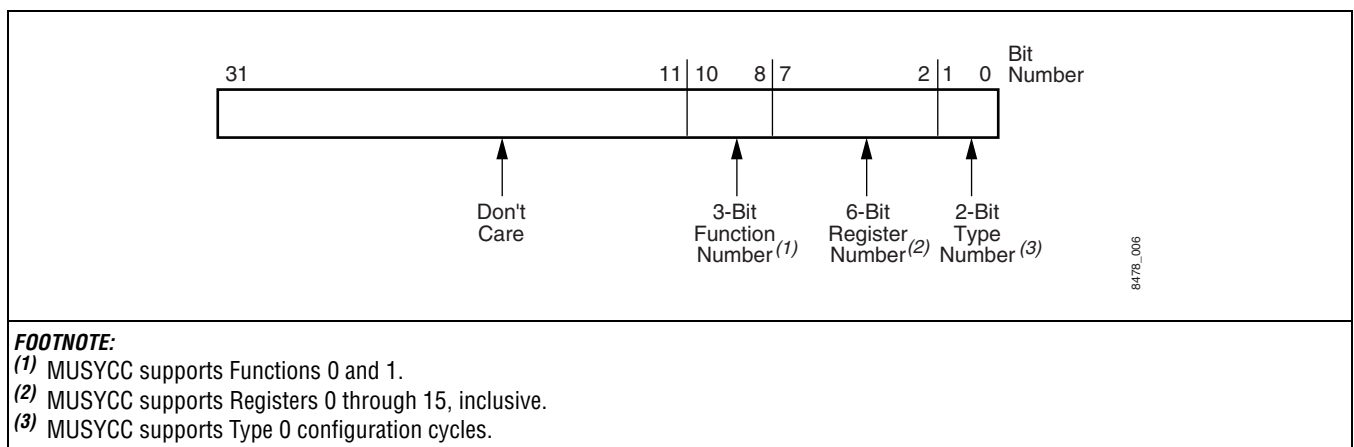 Bit
Number
31 11 10 8 7 2 1 0
Don't
Care
3-Bit
Function
Number (1)
6-Bit
Register
Number (2)
2-Bit
Type
Number (3)
8478_006
FOOTNOTE:
(1) MUSYCC supports Functions 0 and 1.
(2) MUSYCC supports Registers 0 through 15, inclusive.
(3) MUSYCC supports Type 0 configuration cycles.